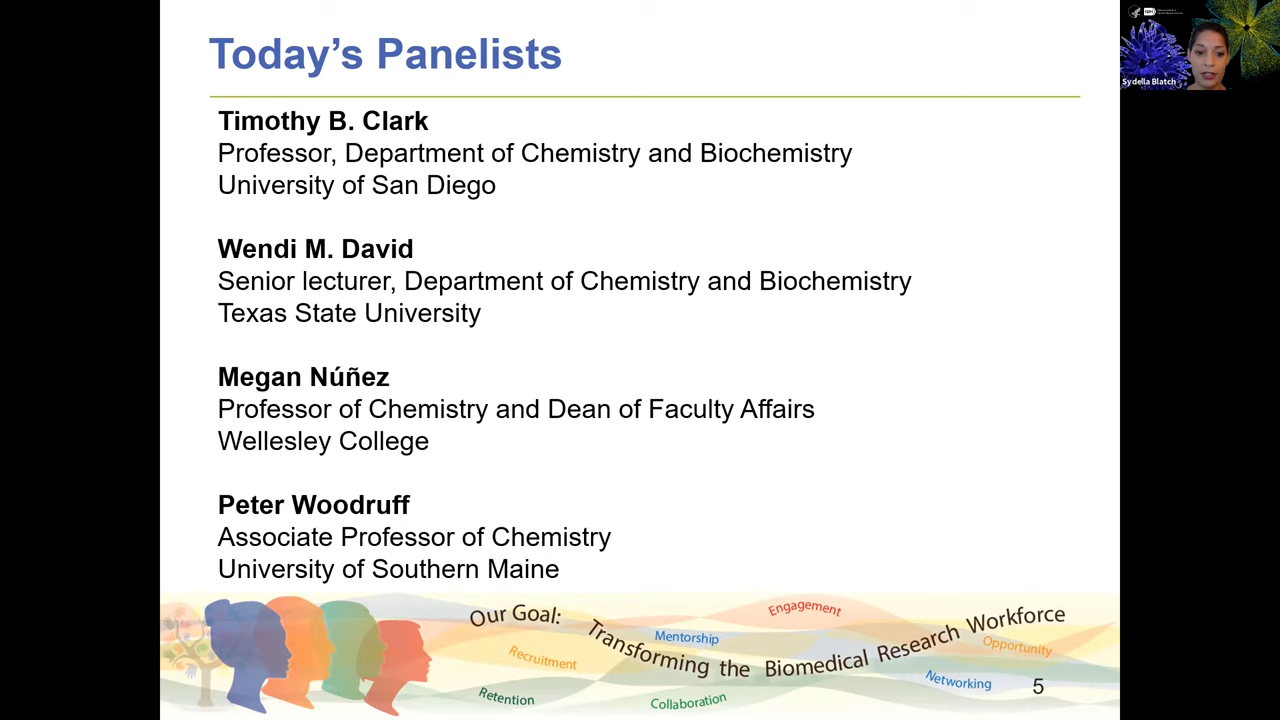 Today's Panelists
Timothy B. Clark
Professor, Department of Chemistry and Biochemistry
University of San Diego
Wendi M. David
Senior lecturer, Department of Chemistry and Biochemistry
Texas State University
Megan Núñez
Professor of Chemistry and Dean of Faculty Affairs
Wellesley College
Peter Woodruff
Associate Professor of Chemistry
University of Southern Maine
Our Goal: Transforming the Biomedical Research Workforce
Engagement
Mentorship
Recruitment
Opportunity
Networking
Retention
Collaboration
5
NIH
Sydella Blatch